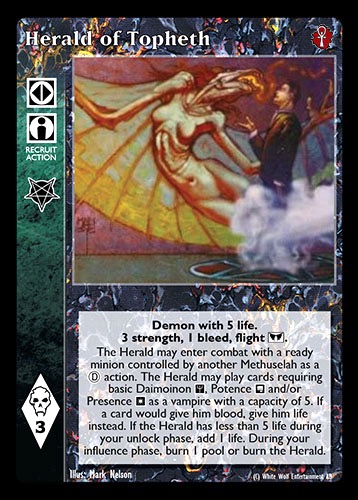 Herald of Topheth
RECRUIT
ACTION
Demon with 5 life.
3 strength, 1 bleed, flight.
The Herald may enter combat with a ready
minion controlled by another Methuselah as a
Ⓓ action. The Herald may play cards requiring
basic Daimoinon, Potence and/or
Presence as a vampire with a capacity of 5. If
a card would give him blood, give him life
instead. If the Herald has less than 5 life during
your unlock phase, add 1 life. During your
influence phase, burn 1 pool or burn the Herald.
3
Illus: Mark Nelson
(C) White Wolf Entertainment AB